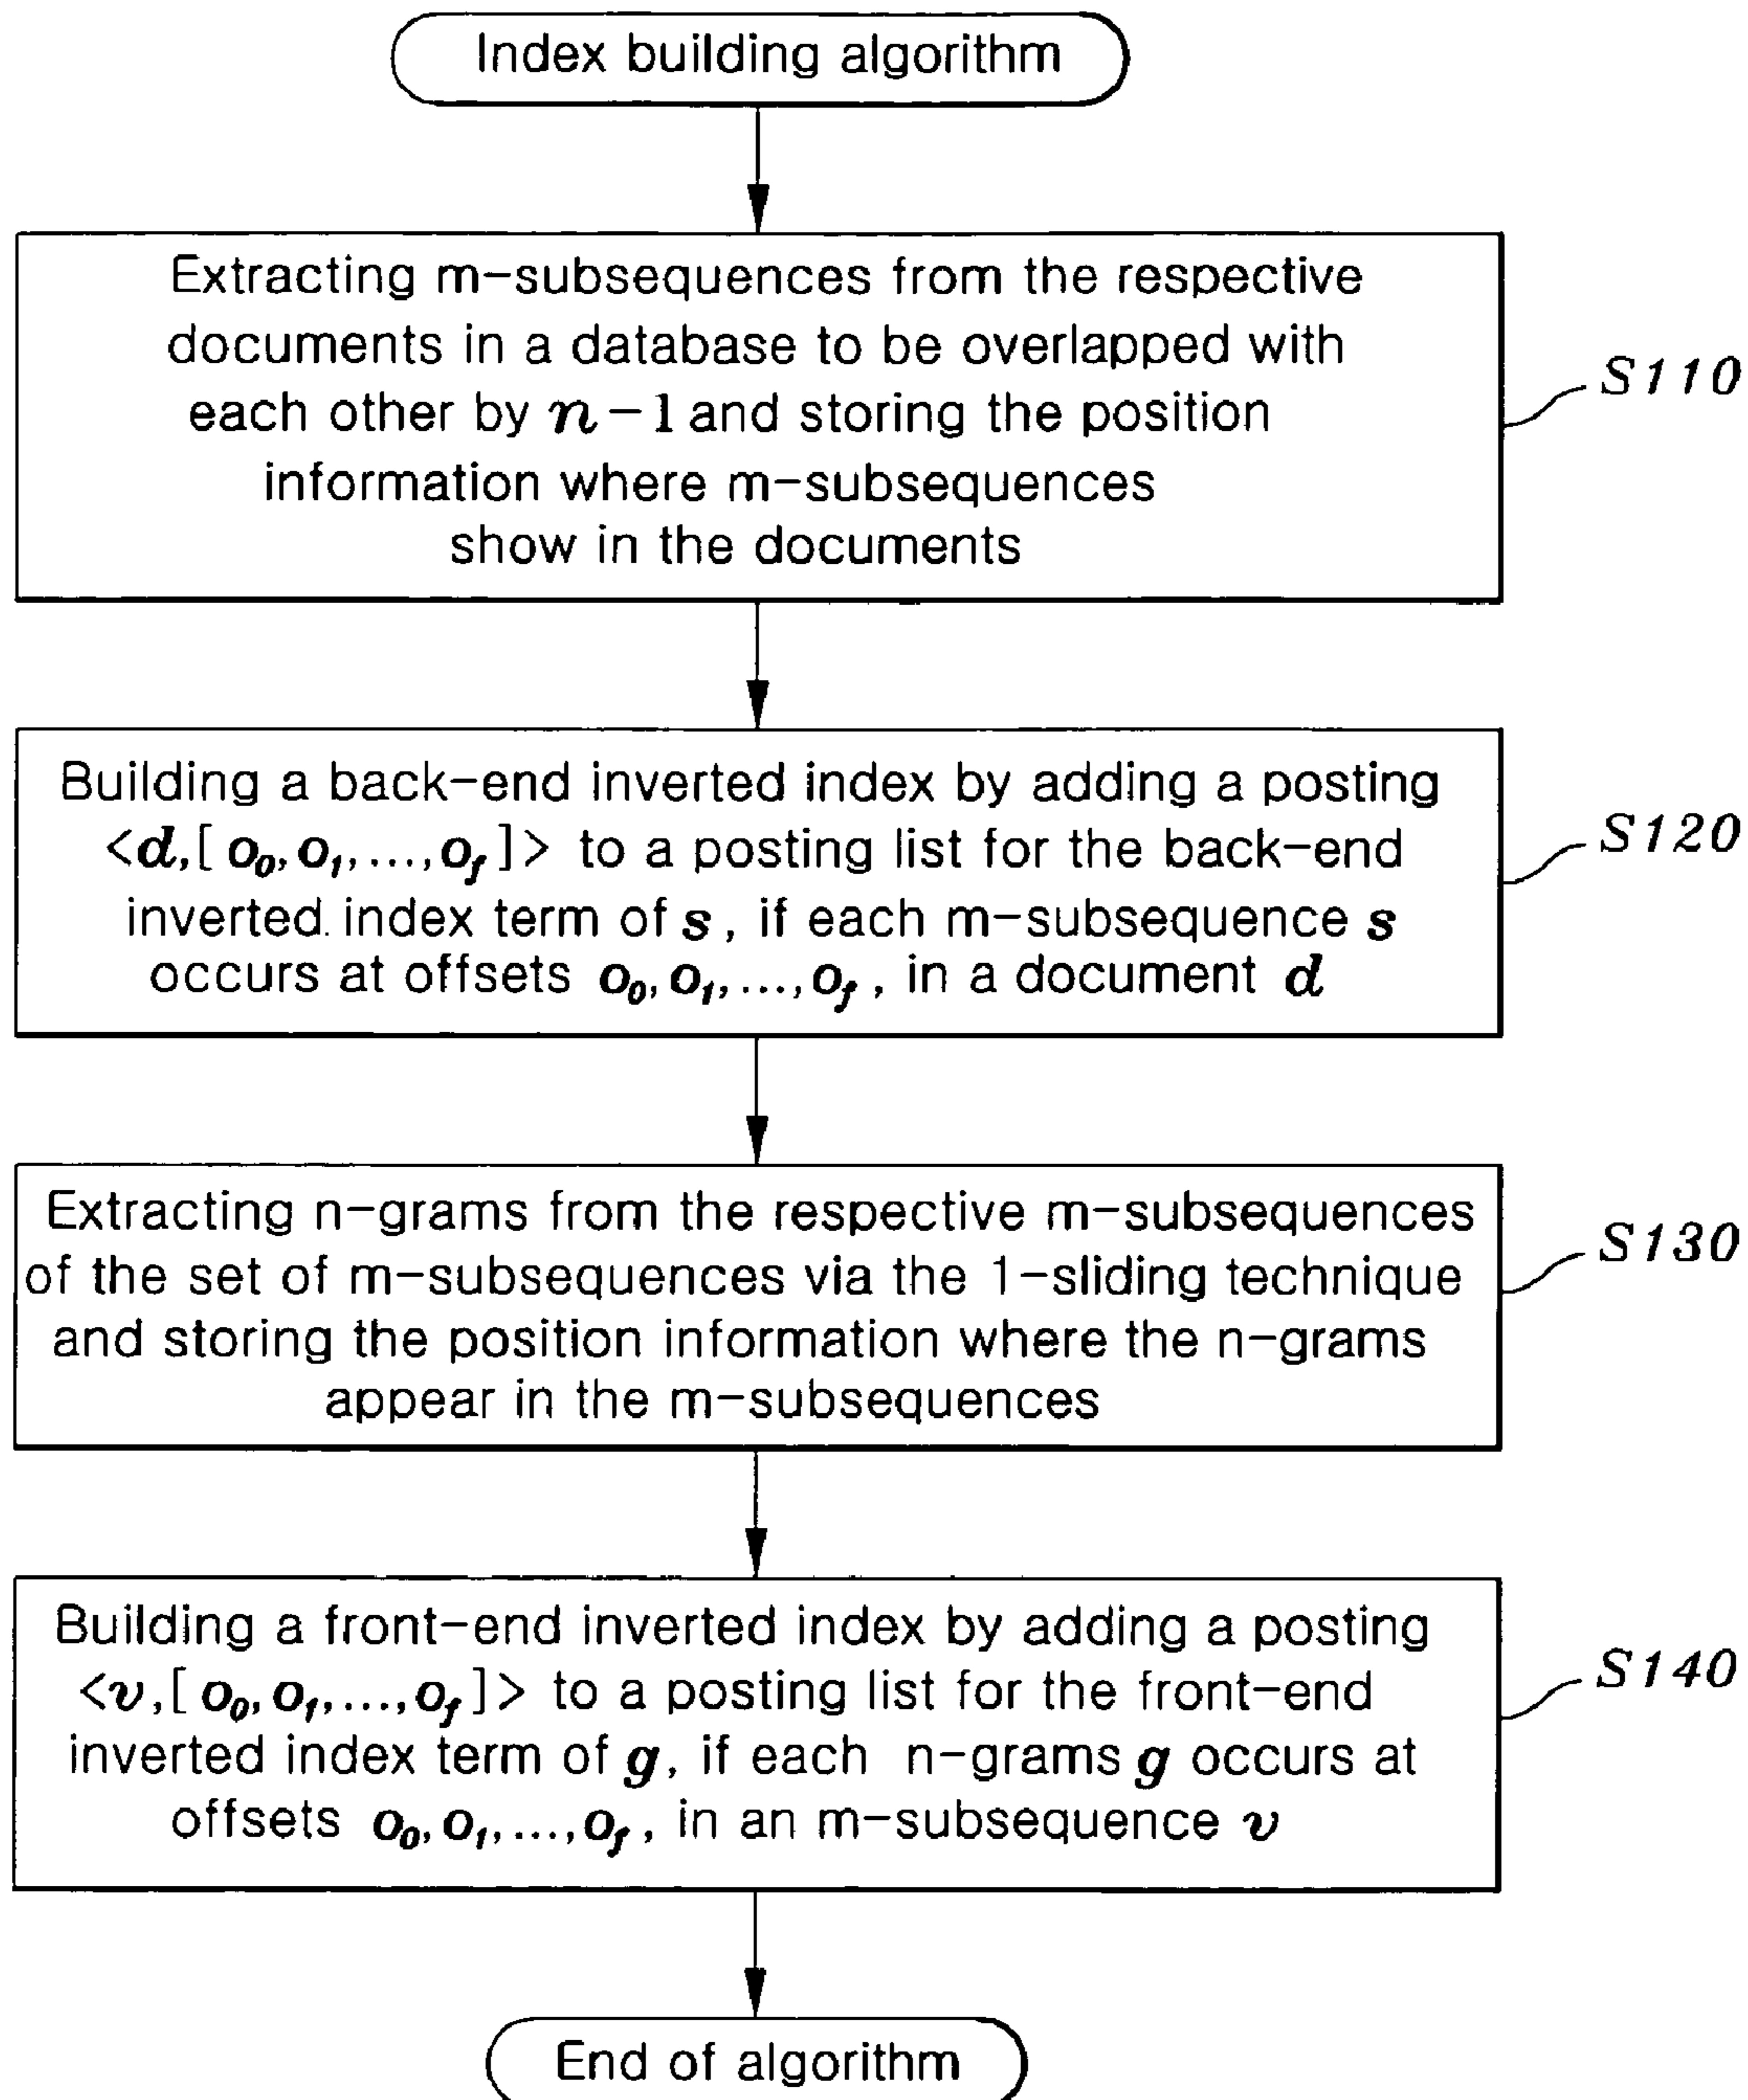 Index building algorithm
Extracting m-subsequences from the respective
documents in a database to be overlapped with
each other by n-1 and storing the position
information where m-subsequences
show in the documents
S110
Building a back-end inverted index by adding a posting
<d,[ o₀, o₁, ..., o_f ]> to a posting list for the back-end
inverted index term of s, if each m-subsequence s
occurs at offsets o₀, o₁, ..., o_f, in a document d
S120
Extracting n-grams from the respective m-subsequences
of the set of m-subsequences via the 1-sliding technique
and storing the position information where the n-grams
appear in the m-subsequences
S130
Building a front-end inverted index by adding a posting
<v,[ o₀, o₁, ..., o_f ]> to a posting list for the front-end
inverted index term of g, if each n-grams g occurs at
offsets o₀, o₁, ..., o_f, in an m-subsequence v
S140
End of algorithm